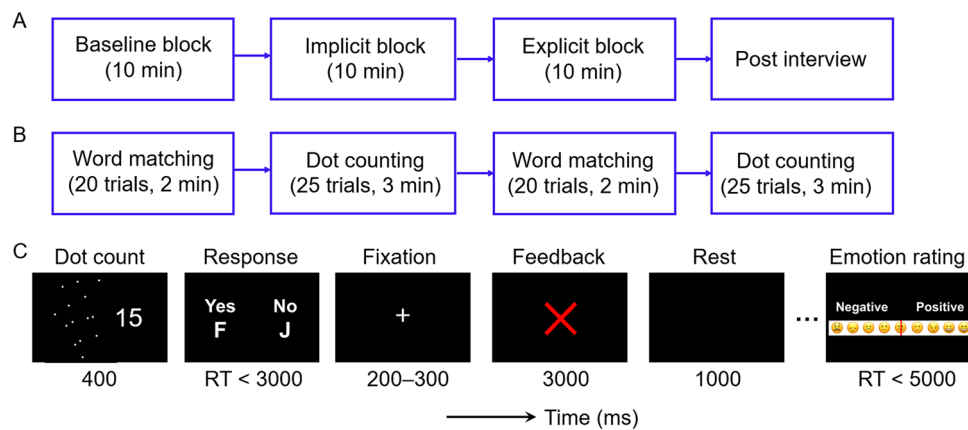 A
Baseline block
(10 min)
Implicit block
(10 min)
Explicit block
(10 min)
Post interview
B
Word matching
(20 trials, 2 min)
Dot counting
(25 trials, 3 min)
Word matching
(20 trials, 2 min)
Dot counting
(25 trials, 3 min)
C
Dot count
Response
Fixation
Feedback
Rest
Emotion rating
15
Yes No
F J
+
...
Negative Positive
400
RT < 3000
200–300
3000
1000
RT < 5000
Time (ms)